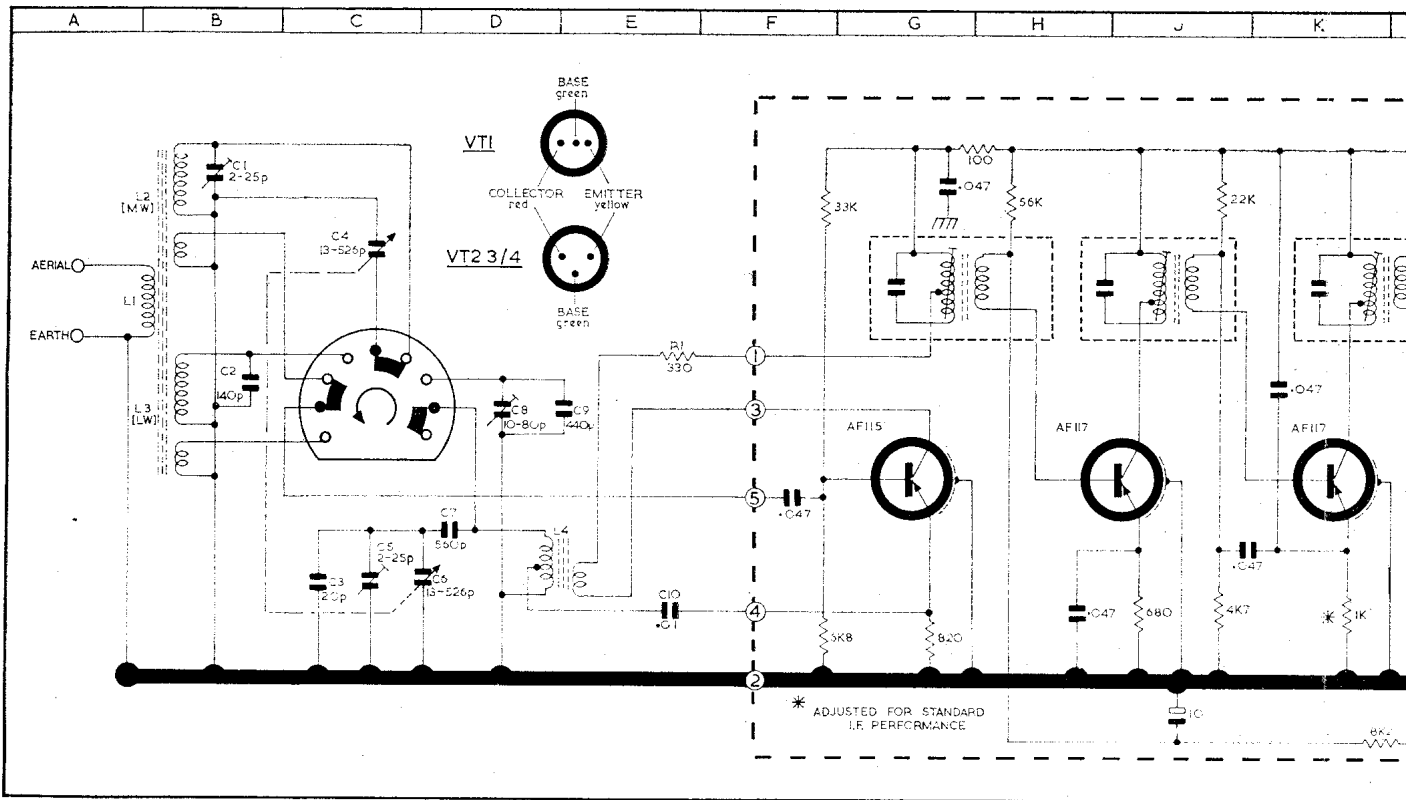 A B C D E F G H J K
BASE
green
VT1
COLLECTOR
red
EMITTER
yellow
VT2 3/4
BASE
green
C1
2-25p
L2
[MW]
C4
13-526p
AERIAL
L1
EARTH
C2
140p
L3
[LW]
R1
330
C8
10-80p
C9
440p
C7
560p
L4
C5
2-25p
C3
C6
13-526p
C10
.01
1
3
5
4
2
33K
.047
100
56K
22K
.047
AF115
AF117
AF117
.047
820
.047
680
.047
4K7
* 1K
* ADJUSTED FOR STANDARD
I.F. PERFORMANCE
10